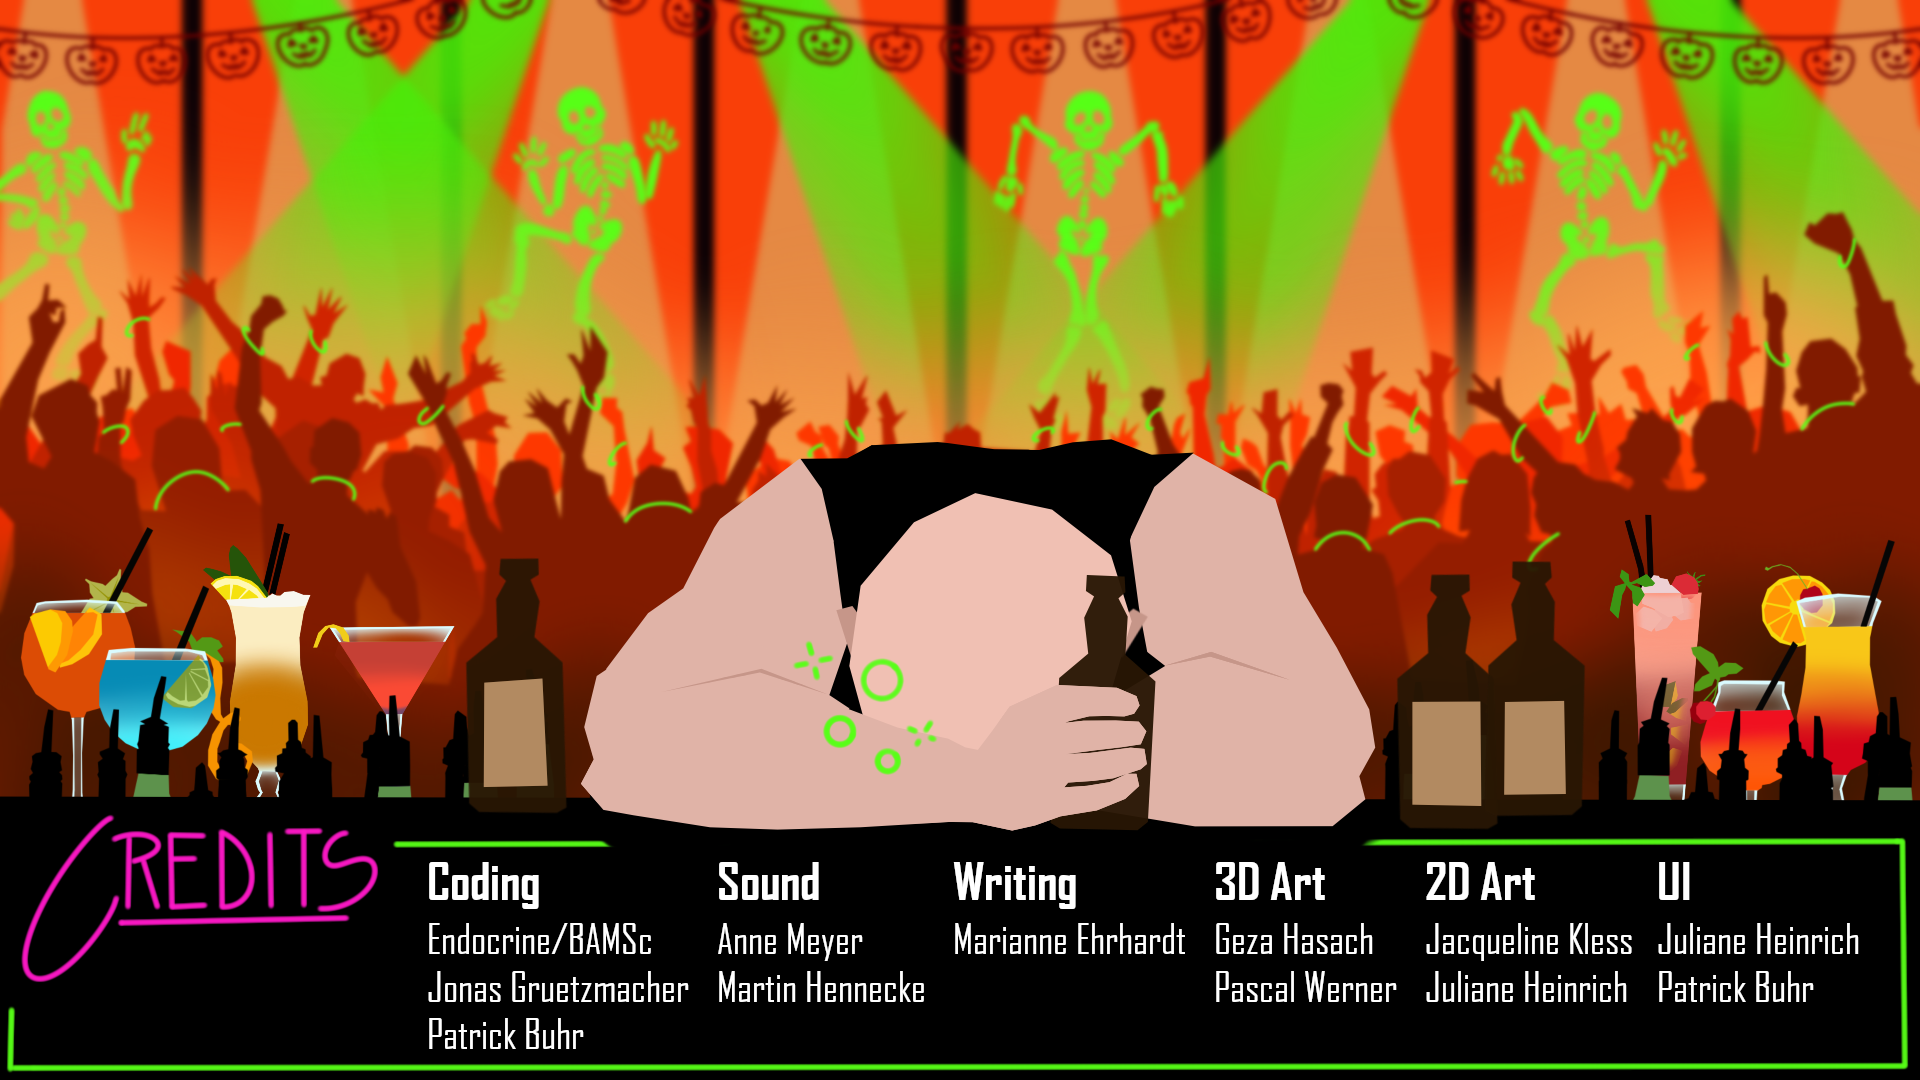 CREDITS
Coding
Endocrine/BAMSc
Jonas Gruetzmacher
Patrick Buhr
Sound
Anne Meyer
Martin Hennecke
Writing
Marianne Ehrhardt
3D Art
Geza Hasach
Pascal Werner
2D Art
Jacqueline Kless
Juliane Heinrich
UI
Juliane Heinrich
Patrick Buhr